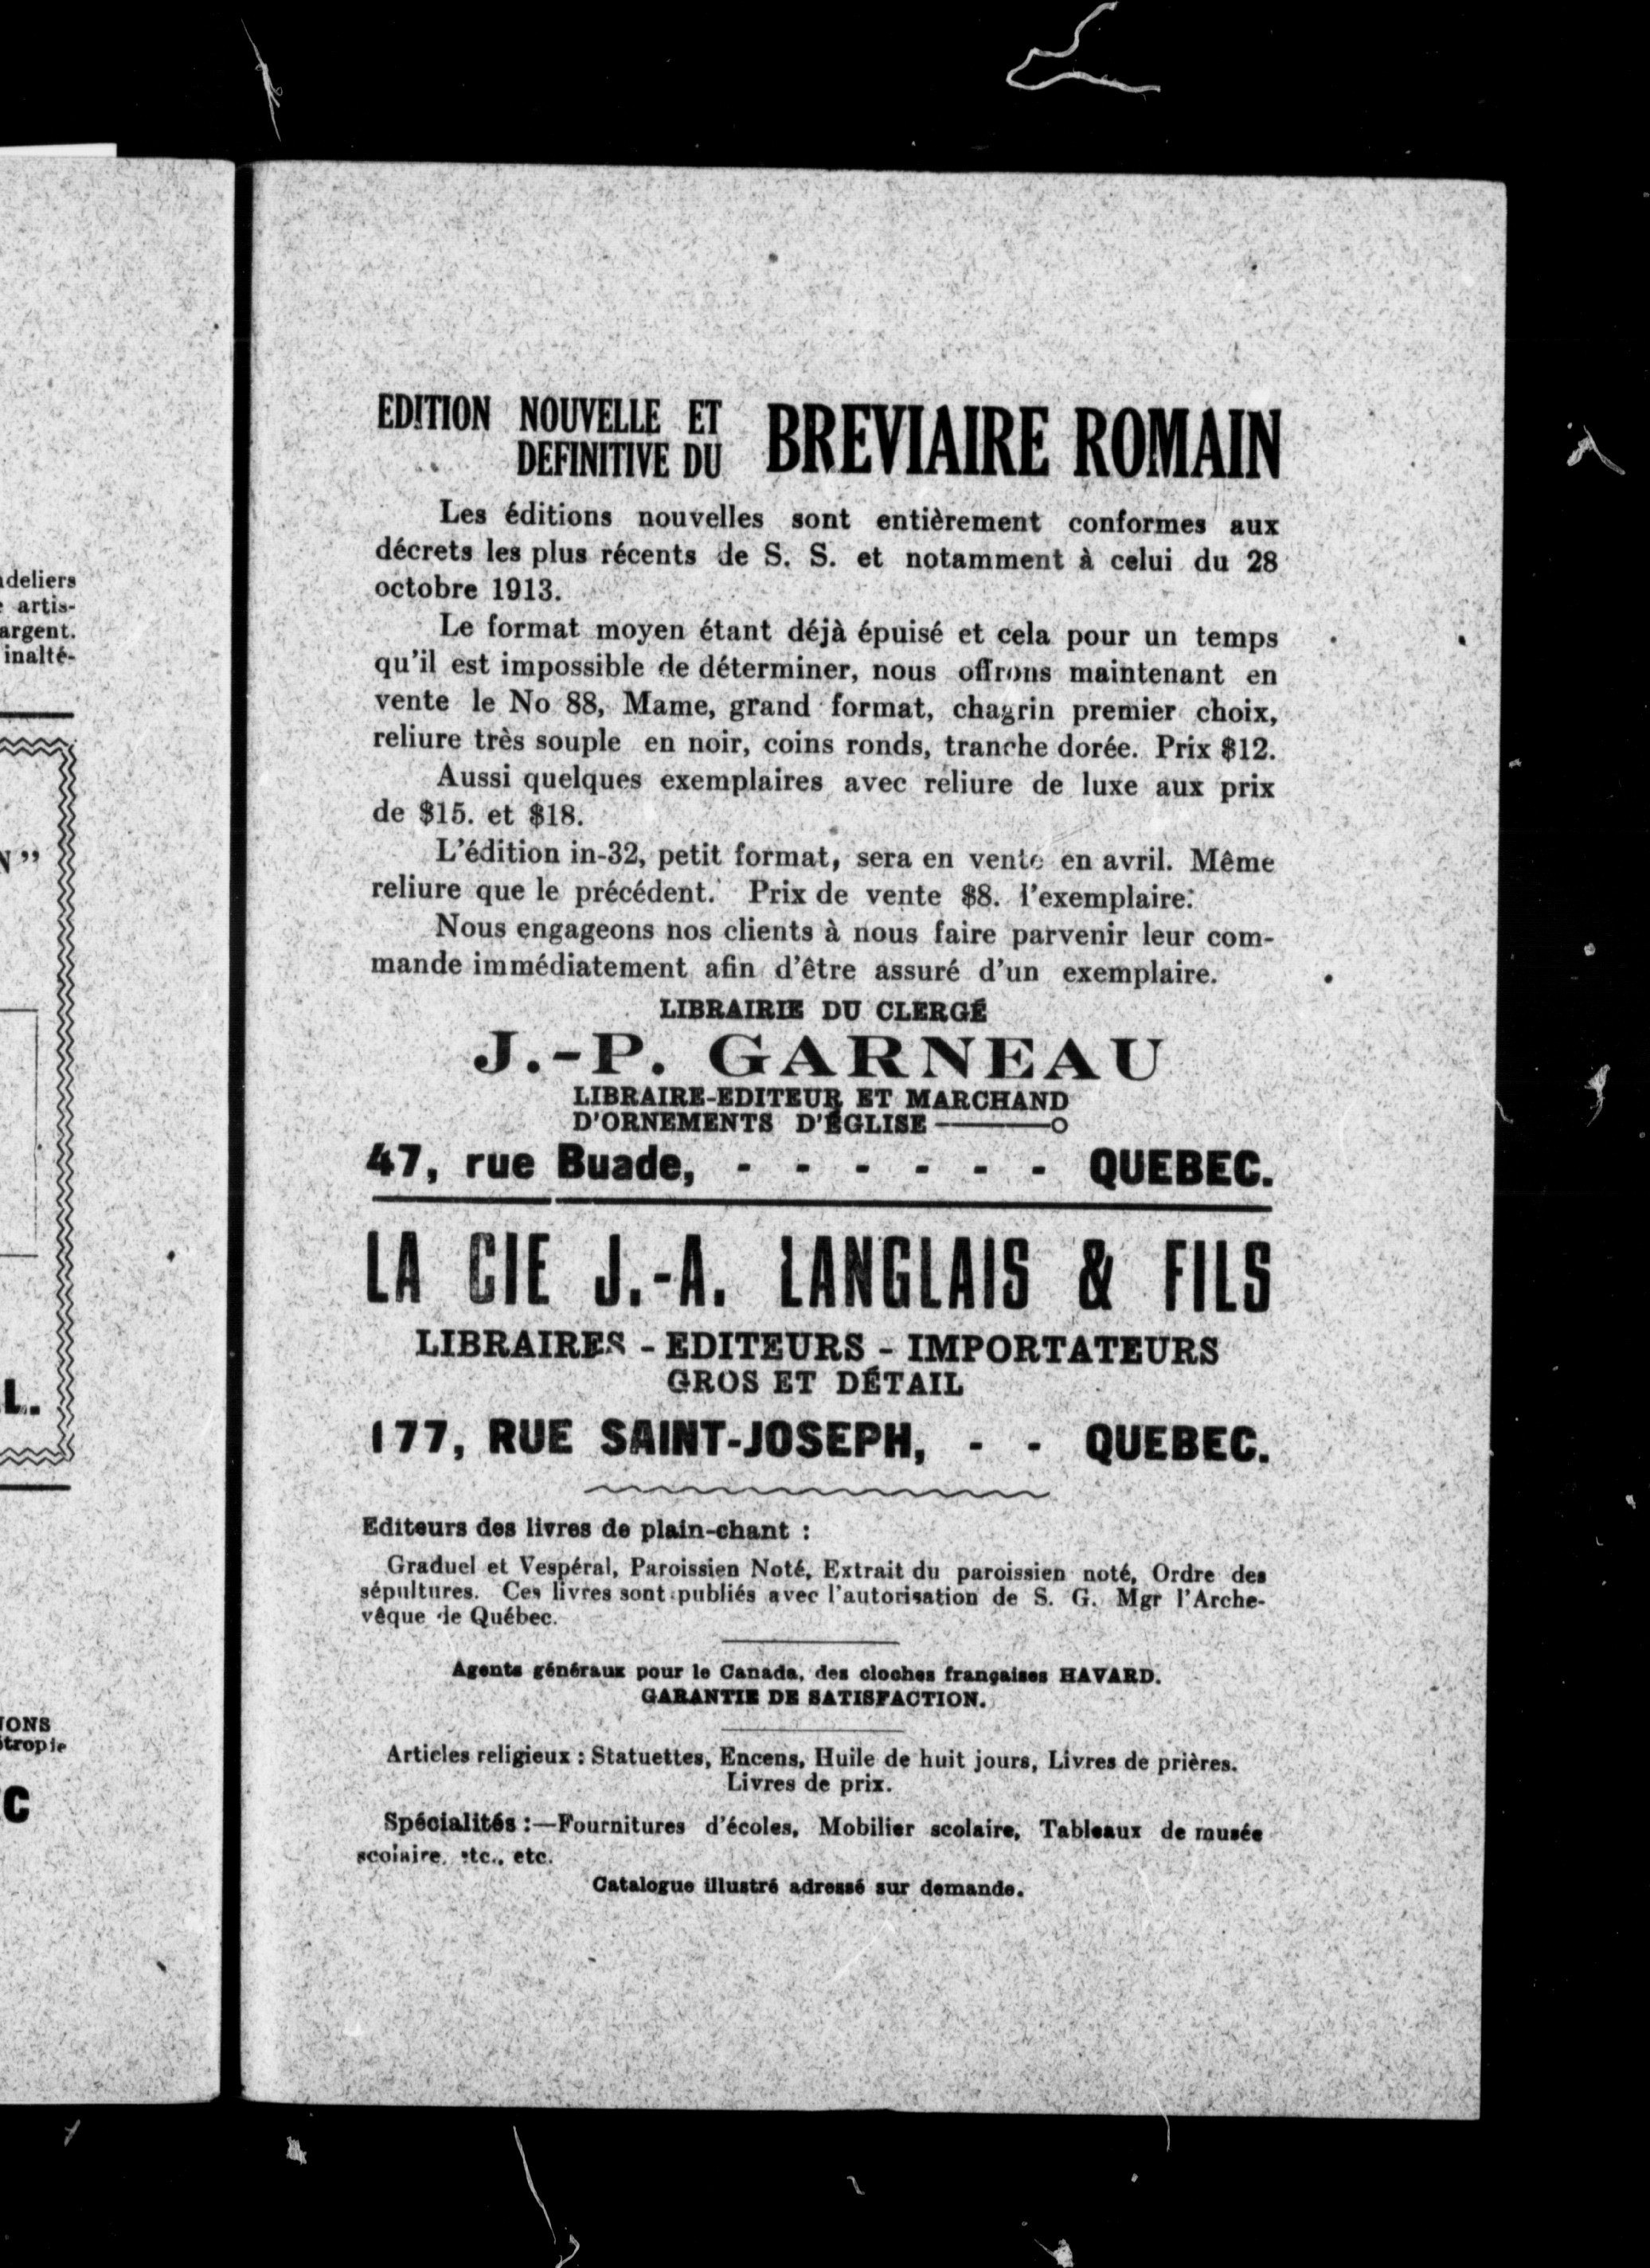 deliers
artis-
argent.
inalté-
N”
L.
IONS
tropie
C
EDITION NOUVELLE ET
DEFINITIVE DU
BREVIAIRE ROMAIN
Les éditions nouvelles sont entièrement conformes aux
décrets les plus récents de S. S. et notamment à celui du 28
octobre 1913.
Le format moyen étant déjà épuisé et cela pour un temps
qu'il est impossible de déterminer, nous offrons maintenant en
vente le No 88, Mame, grand format, chagrin premier choix,
reliure très souple en noir, coins ronds, tranche dorée. Prix $12.
Aussi quelques exemplaires avec reliure de luxe aux prix
de $15. et $18.
L'édition in-32, petit format, sera en vente en avril. Même
reliure que le précédent. Prix de vente $8. l'exemplaire.
Nous engageons nos clients à nous faire parvenir leur com-
mande immédiatement afin d'être assuré d'un exemplaire.
LIBRAIRIE DU CLERGÉ
J.-P. GARNEAU
LIBRAIRE-EDITEUR ET MARCHAND
D'ORNEMENTS D'ÉGLISE
47, rue Buade, - - - - - - QUEBEC.
LA CIE J.-A. LANGLAIS & FILS
LIBRAIRES - EDITEURS - IMPORTATEURS
GROS ET DÉTAIL
177, RUE SAINT-JOSEPH, - - QUEBEC.
Editeurs des livres de plain-chant :
Graduel et Vespéral, Paroissien Noté, Extrait du paroissien noté, Ordre des
sépultures. Ces livres sont publiés avec l'autorisation de S. G. Mgr l'Arche-
vêque de Québec.
Agents généraux pour le Canada, des cloches françaises HAVARD.
GARANTIE DE SATISFACTION.
Articles religieux : Statuettes, Encens, Huile de huit jours, Livres de prières.
Livres de prix.
Spécialités :—Fournitures d'écoles, Mobilier scolaire, Tableaux de musée
scolaire, etc., etc.
Catalogue illustré adressé sur demande.